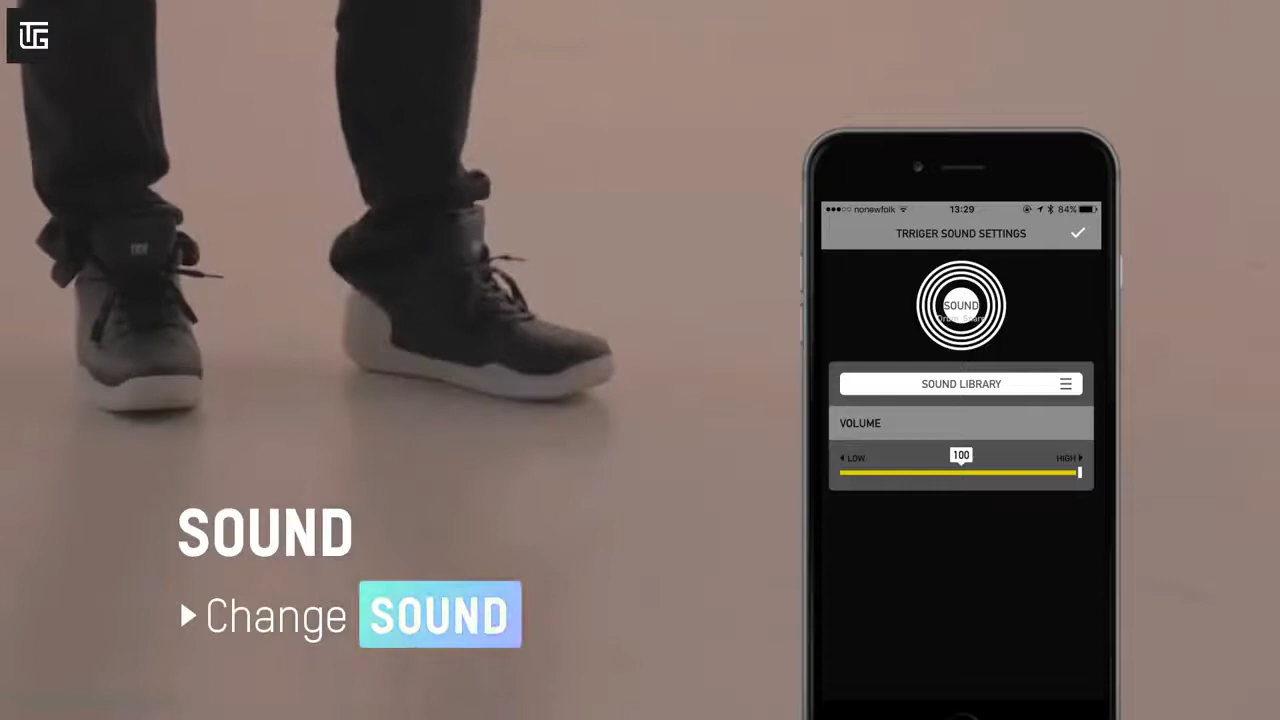 nonewfolk
13:29
84%
TRRIGER SOUND SETTINGS
SOUND
SOUND LIBRARY
VOLUME
LOW
100
HIGH
SOUND
Change SOUND